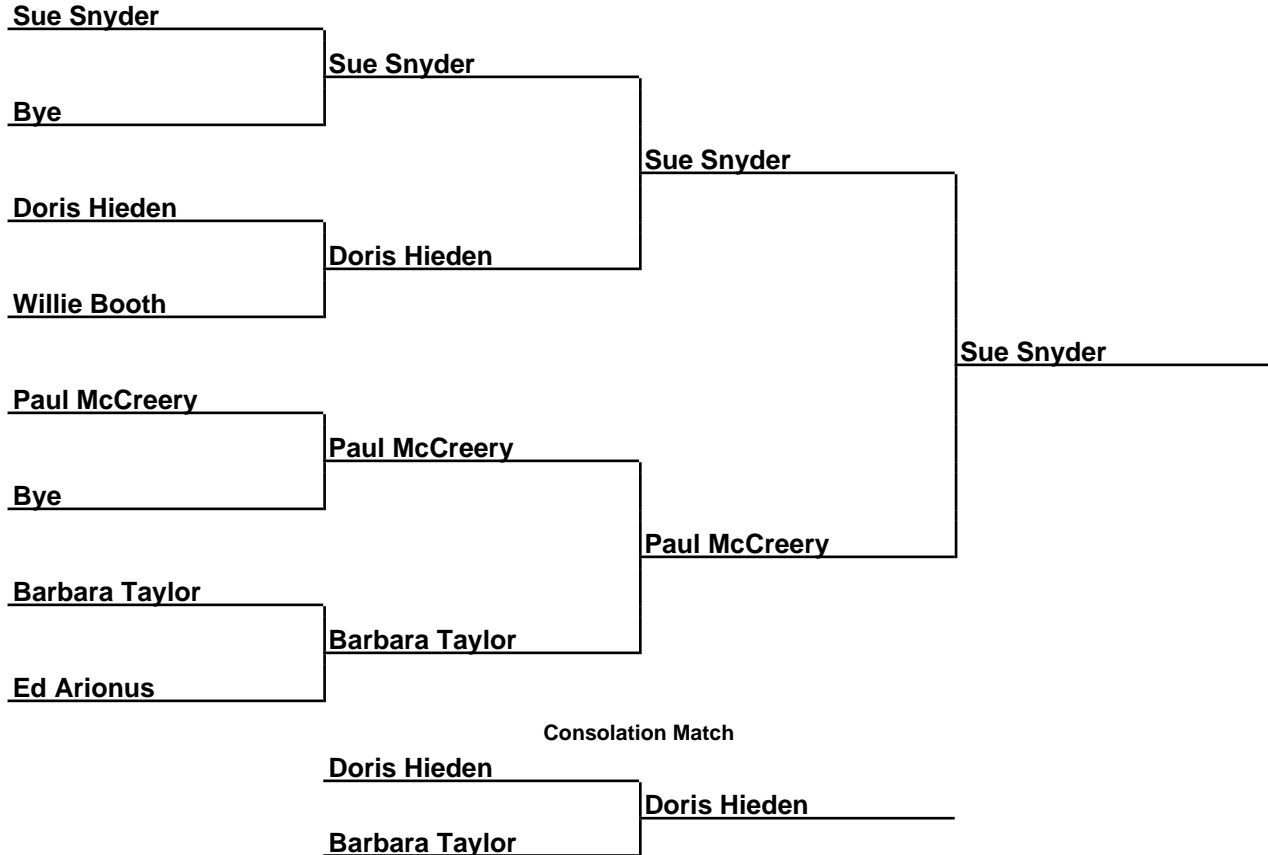 Sue Snyder
Sue Snyder
Bye
Sue Snyder
Doris Hieden
Doris Hieden
Willie Booth
Sue Snyder
Paul McCreery
Paul McCreery
Bye
Paul McCreery
Barbara Taylor
Barbara Taylor
Ed Arionus
Consolation Match
Doris Hieden
Doris Hieden
Barbara Taylor